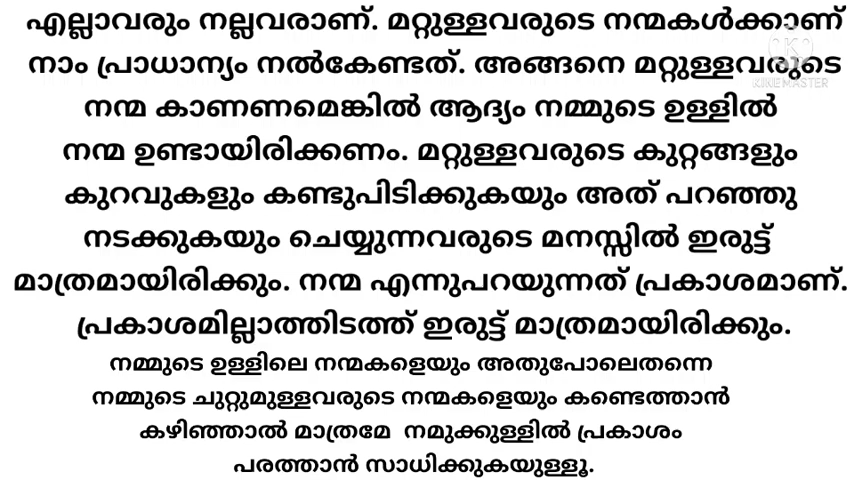 എല്ലാവരും നല്ലവരാണ്. മറ്റുള്ളവരുടെ നന്മകൾക്കാണ്
നാം പ്രാധാന്യം നൽകേണ്ടത്. അങ്ങനെ മറ്റുള്ളവരുടെ
നന്മ കാണണമെങ്കിൽ ആദ്യം നമ്മുടെ ഉള്ളിൽ
നന്മ ഉണ്ടായിരിക്കണം. മറ്റുള്ളവരുടെ കുറ്റങ്ങളും
കുറവുകളും കണ്ടുപിടിക്കുകയും അത് പറഞ്ഞു
നടക്കുകയും ചെയ്യുന്നവരുടെ മനസ്സിൽ ഇരുട്ട്
മാത്രമായിരിക്കും. നന്മ എന്നുപറയുന്നത് പ്രകാശമാണ്.
പ്രകാശമില്ലാത്തിടത്ത് ഇരുട്ട് മാത്രമായിരിക്കും.
നമ്മുടെ ഉള്ളിലെ നന്മകളെയും അതുപോലെതന്നെ
നമ്മുടെ ചുറ്റുമുള്ളവരുടെ നന്മകളെയും കണ്ടെത്താൻ
കഴിഞ്ഞാൽ മാത്രമേ നമുക്കുള്ളിൽ പ്രകാശം
പരത്താൻ സാധിക്കുകയുള്ളൂ.
KINEMASTER